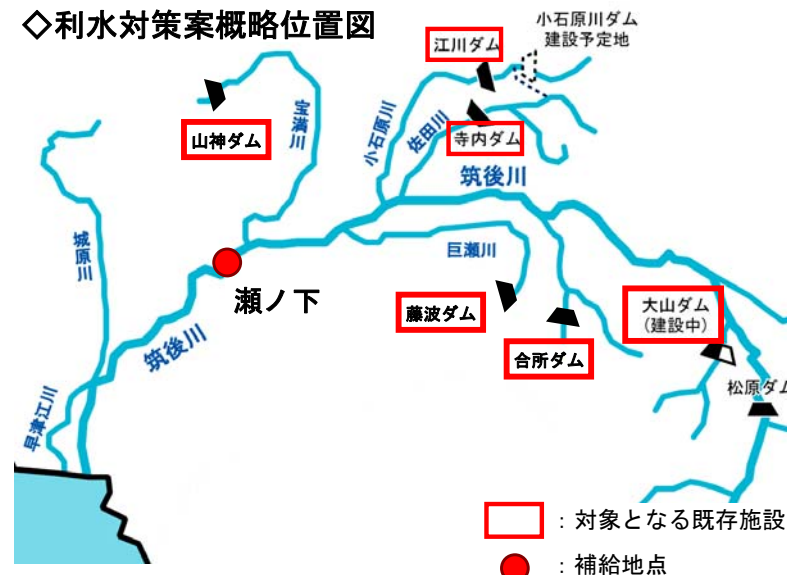 ◇利水対策案概略位置図
小石原川ダム
建設予定地
江川ダム
山神ダム
宝満川
小石原川
佐田川
寺内ダム
筑後川
城原川
巨瀬川
瀬ノ下
藤波ダム
大山ダム
(建設中)
合所ダム
筑後川
松原ダム
早津江川
：対象となる既存施設
：補給地点